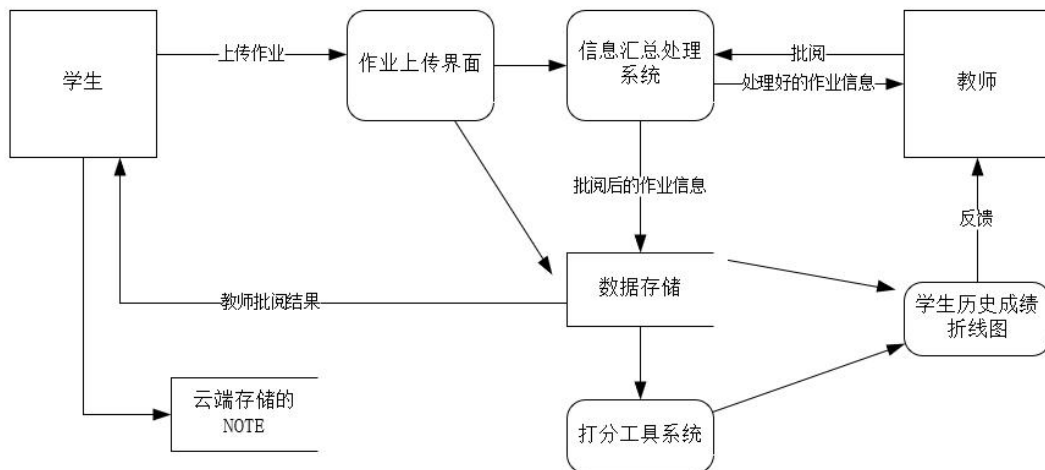 学生
上传作业
作业上传界面
信息汇总处理
系统
批阅
处理好的作业信息
教师
批阅后的作业信息
反馈
教师批阅结果
数据存储
学生历史成绩
折线图
云端存储的
NOTE
打分工具系统